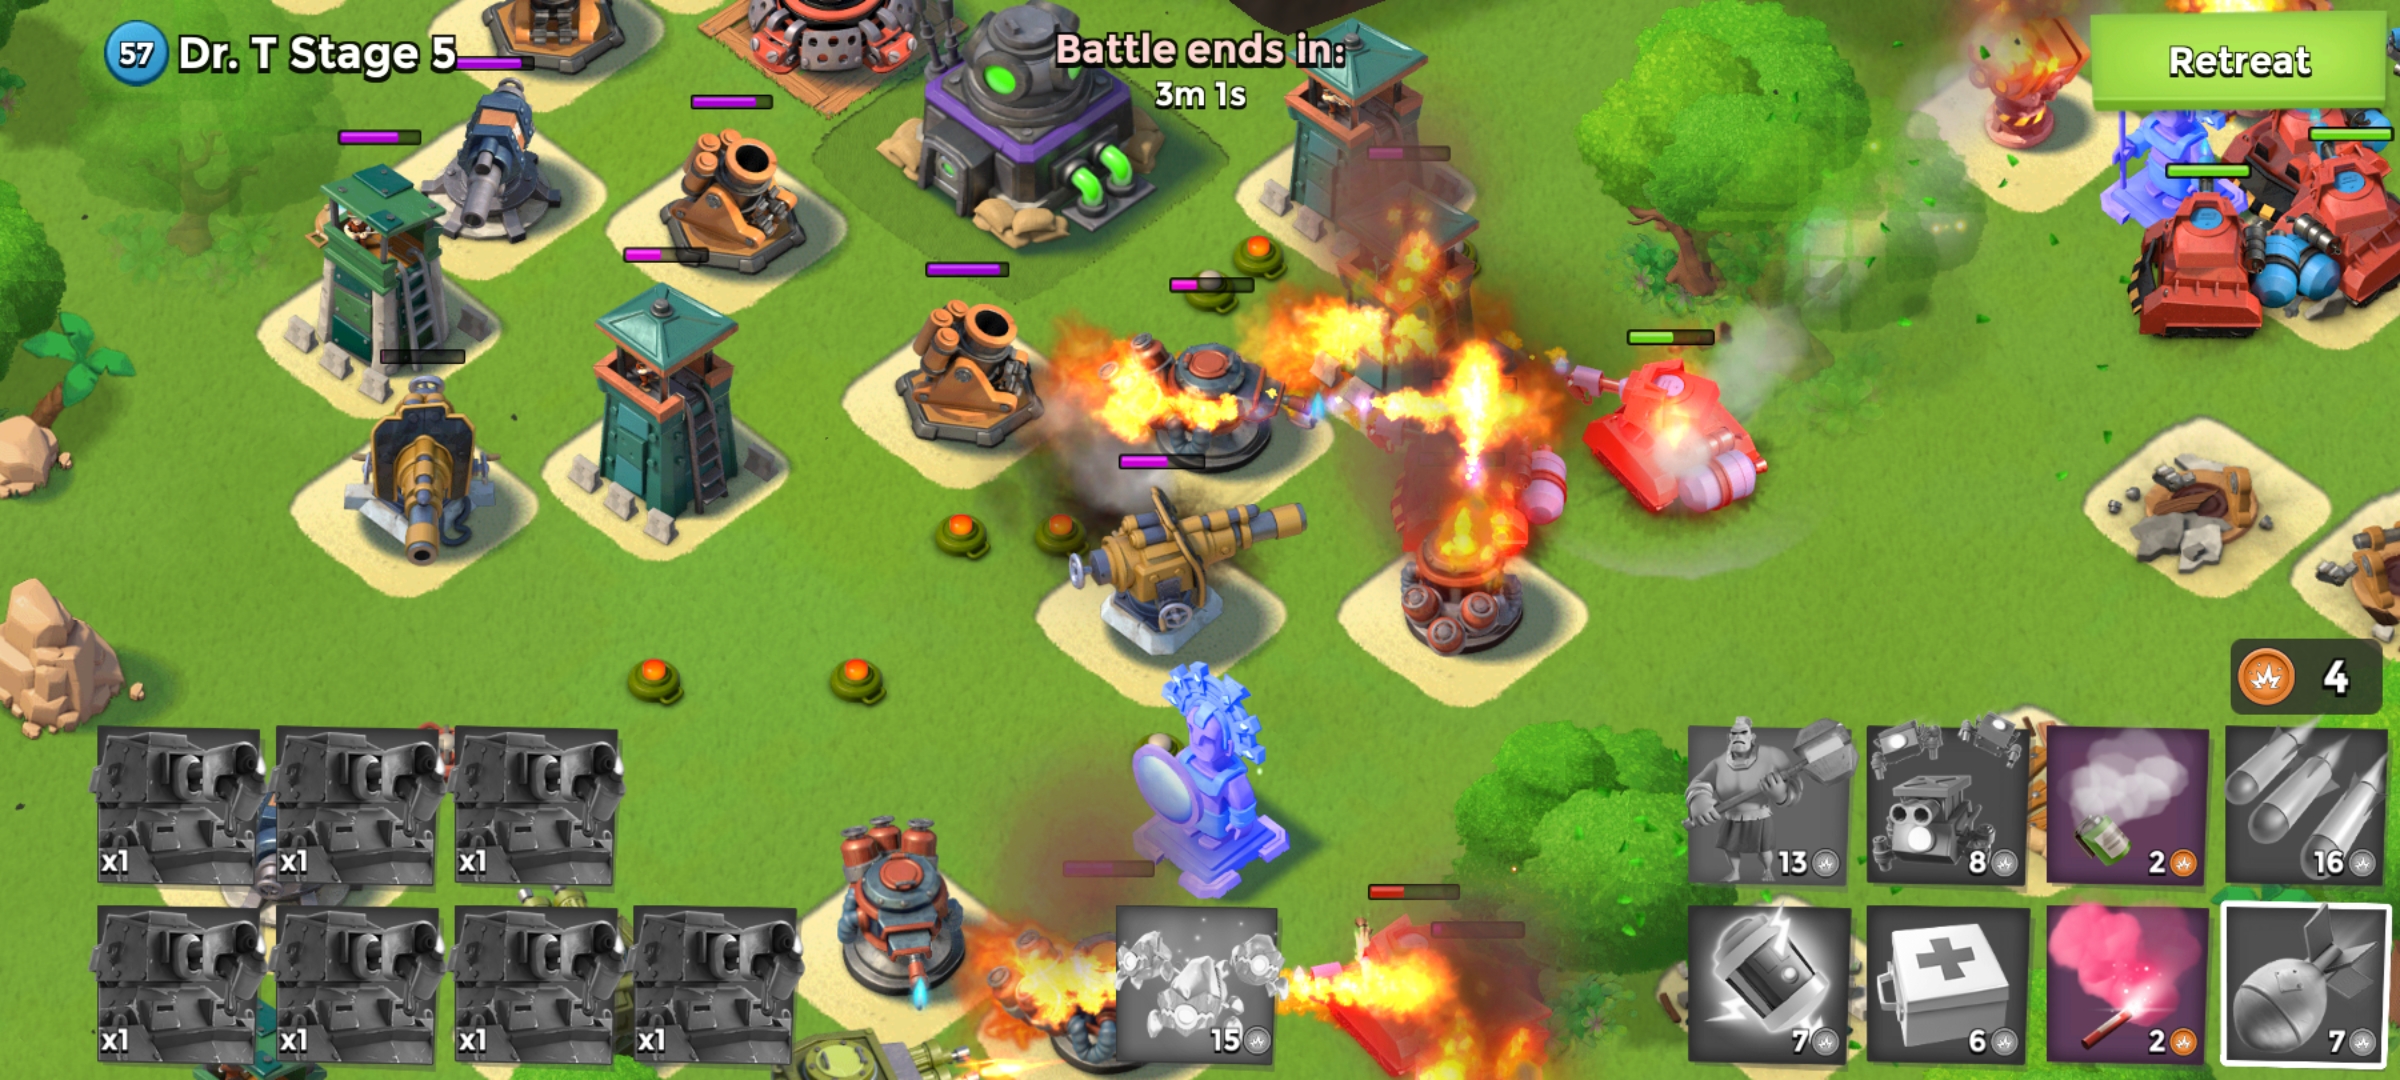 57 Dr. T Stage 5
Battle ends in:
3m 1s
Retreat
4
x1 x1 x1
13 8 2 16
x1 x1 x1 x1
15
7 6 2 7